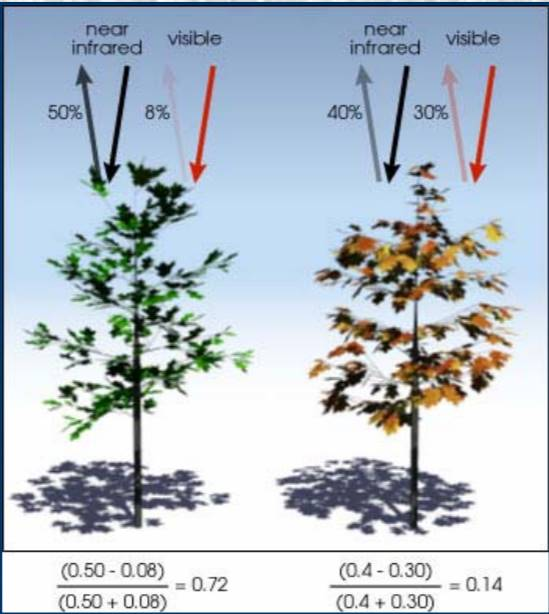 near
infrared
visible
near
infrared
visible
50%
8%
40%
30%
(0.50 - 0.08)
(0.50 + 0.08)
= 0.72
(0.4 - 0.30)
(0.4 + 0.30)
= 0.14